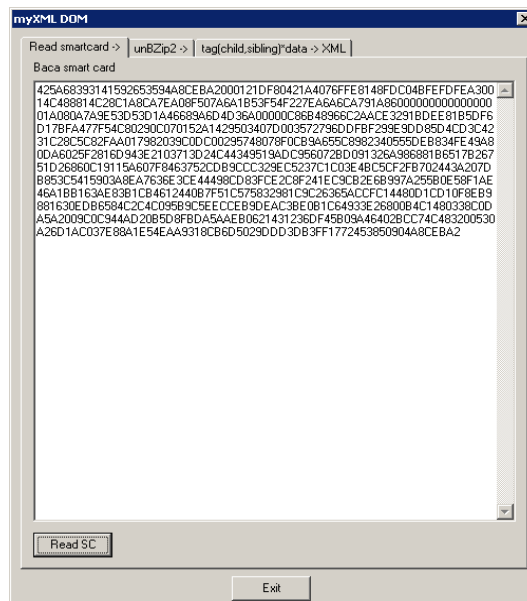 myXML DOM
Read smartcard -> unBZip2 -> tag(child,sibling)*data -> XML
Baca smart card
425A68393141592653594A8CEBA2000121DF80421A4076FFE8148FDC04BFEFDFEA300
14C488814C28C1A8CA7EA08F507A6A1B53F54F227EA6A6CA791A86000000000000000
01A080A7A9E53D53D1A46689A6D4D36A00000C86B48966C2AACE3291BDEE81B5DF6
D17BFA477F54C80290C070152A1429503407D003572796DDFBF299E9DD85D4CD3C42
31C28C5C82FAA017982039C0DC00295748078F0CB9A655C8982340555DEB834FE49A8
0DA6025F2816D943E2103713D24C44349519ADC956072BD091326A986881B6517B267
51D26860C19115A607F8463752CDB9CCC329EC5237C1C03E4BC5CF2FB702443A207D
B853C5415903A8EA7636E3CE44498CD83FCE2C8F241EC9CB2E6B997A255B0E58F1AE
46A1BB163AE83B1CB4612440B7F51C575832981C9C26365ACCFC14480D1CD10F8EB9
881630EDB6584C2C4C095B9C5EECCEB9DEAC3BE0B1C64933E26800B4C1480338C0D
A5A2009C0C944AD20B5D8FBDA5AAEB0621431236DF45B09A46402BCC74C483200530
A26D1AC037E88A1E54EAA9318CB6D5029DDD3DB3FF1772453850904A8CEBA2
Read SC
Exit